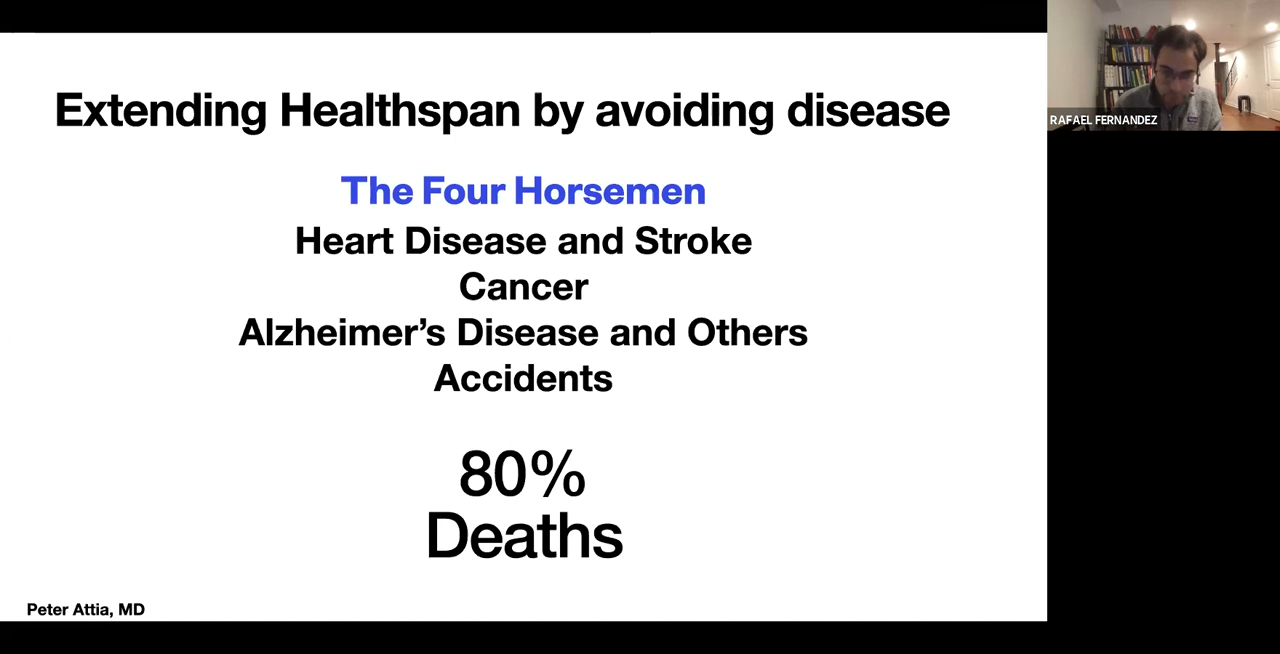 Extending Healthspan by avoiding disease
The Four Horsemen
Heart Disease and Stroke
Cancer
Alzheimer’s Disease and Others
Accidents
80%
Deaths
Peter Attia, MD
RAFAEL FERNANDEZ